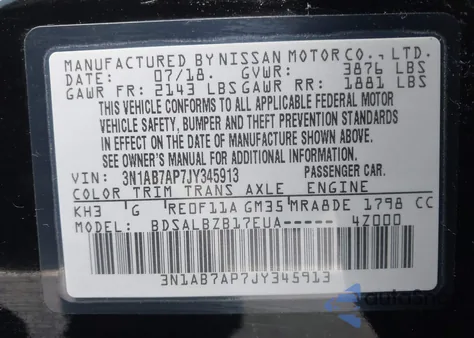 MANUFACTURED BY NISSAN MOTOR CO., LTD.
DATE: 07/18. GVWR: 3876 LBS
GAWR FR: 2143 LBS GAWR RR: 1881 LBS
THIS VEHICLE CONFORMS TO ALL APPLICABLE FEDERAL MOTOR
VEHICLE SAFETY, BUMPER AND THEFT PREVENTION STANDARDS
IN EFFECT ON THE DATE OF MANUFACTURE SHOWN ABOVE.
SEE OWNER'S MANUAL FOR ADDITIONAL INFORMATION.
VIN: 3N1AB7AP7JY345913 PASSENGER CAR.
COLOR TRIM TRANS AXLE ENGINE
KH3 G RE0F11A GM35 MRA8DE 1798 CC
MODEL: BDSALBZB17EUA----- 4Z000
3N1AB7AP7JY345913